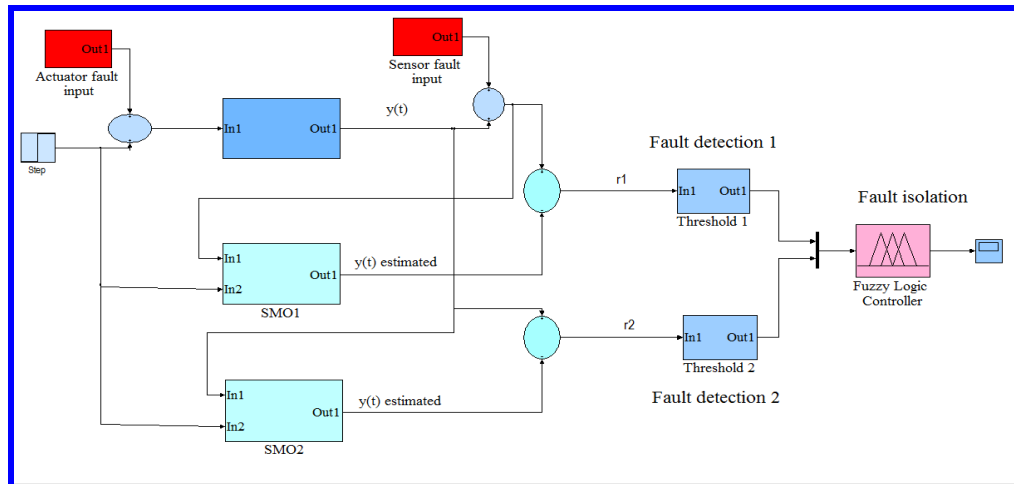 Out1
Actuator fault
input
Out1
Sensor fault
input
Step
In1
Out1
y(t)
Fault detection 1
r1
In1
Out1
Threshold 1
Fault isolation
Fuzzy Logic
Controller
In1
In2
Out1
SMO1
y(t) estimated
r2
In1
Out1
Threshold 2
Fault detection 2
In1
In2
Out1
SMO2
y(t) estimated